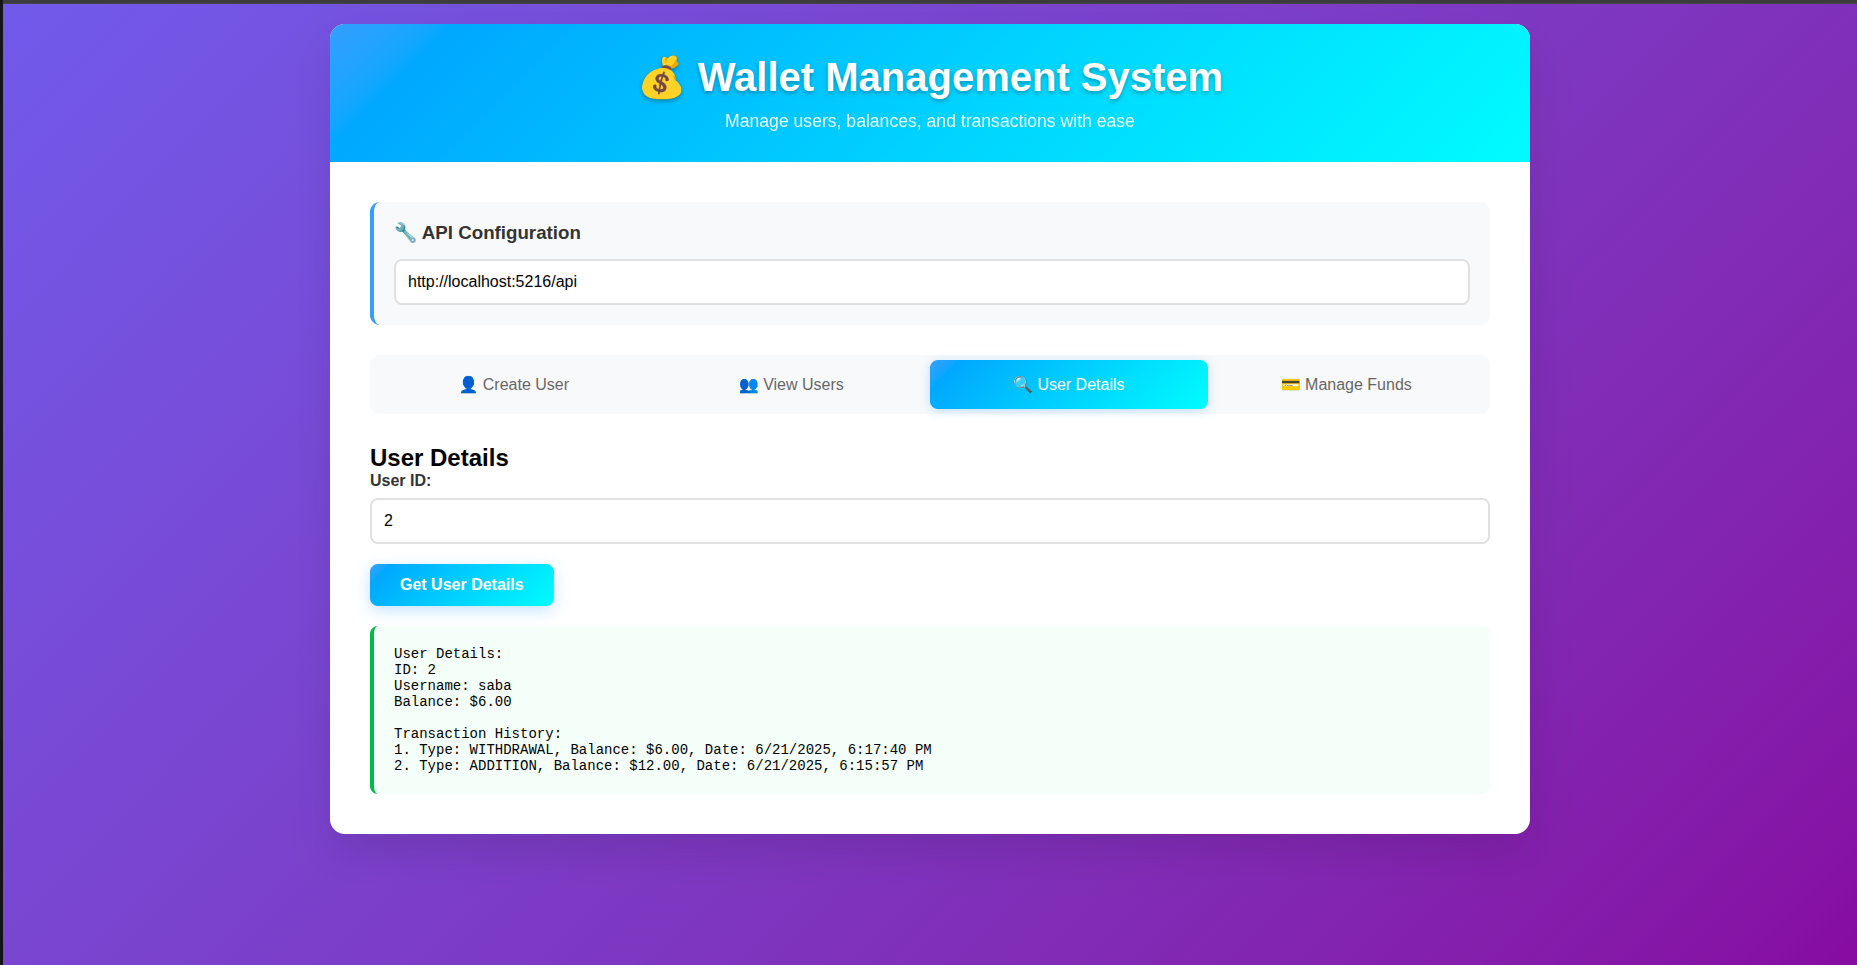 💰 Wallet Management System
Manage users, balances, and transactions with ease
🔧 API Configuration
http://localhost:5216/api
👤 Create User
👥 View Users
🔍 User Details
💳 Manage Funds
User Details
User ID:
2
Get User Details
User Details:
ID: 2
Username: saba
Balance: $6.00
Transaction History:
1. Type: WITHDRAWAL, Balance: $6.00, Date: 6/21/2025, 6:17:40 PM
2. Type: ADDITION, Balance: $12.00, Date: 6/21/2025, 6:15:57 PM